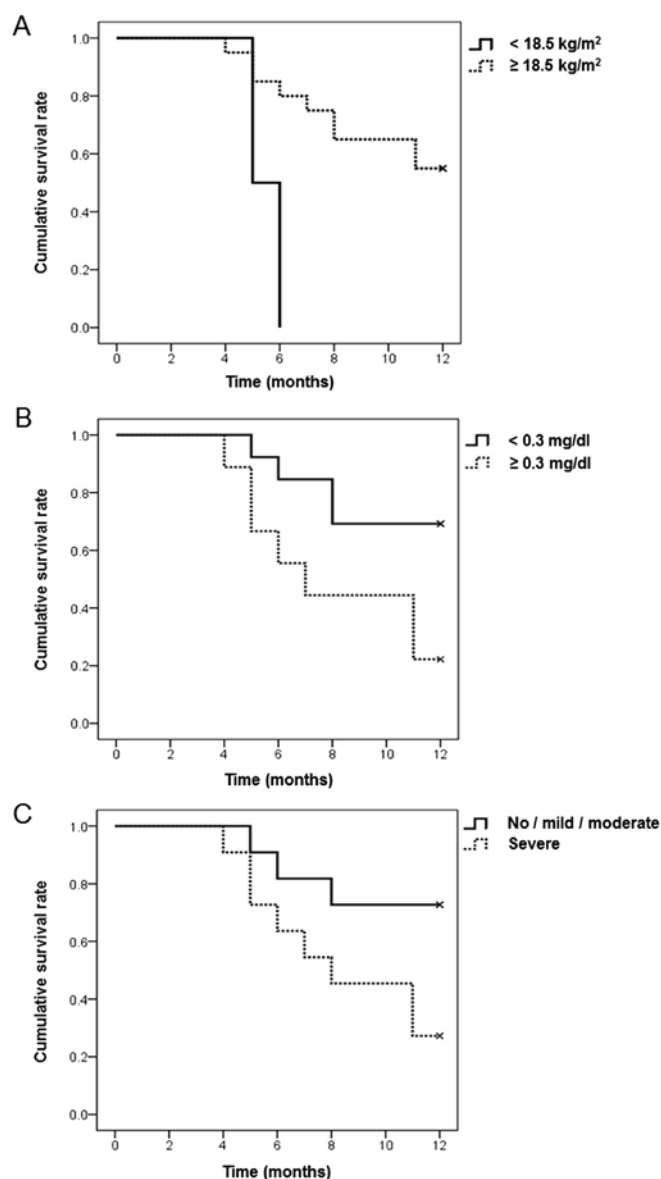 A
< 18.5 kg/m²
≥ 18.5 kg/m²
Cumulative survival rate
1.0
0.8
0.6
0.4
0.2
0.0
0 2 4 6 8 10 12
Time (months)
B
< 0.3 mg/dl
≥ 0.3 mg/dl
Cumulative survival rate
1.0
0.8
0.6
0.4
0.2
0.0
0 2 4 6 8 10 12
Time (months)
C
No / mild / moderate
Severe
Cumulative survival rate
1.0
0.8
0.6
0.4
0.2
0.0
0 2 4 6 8 10 12
Time (months)